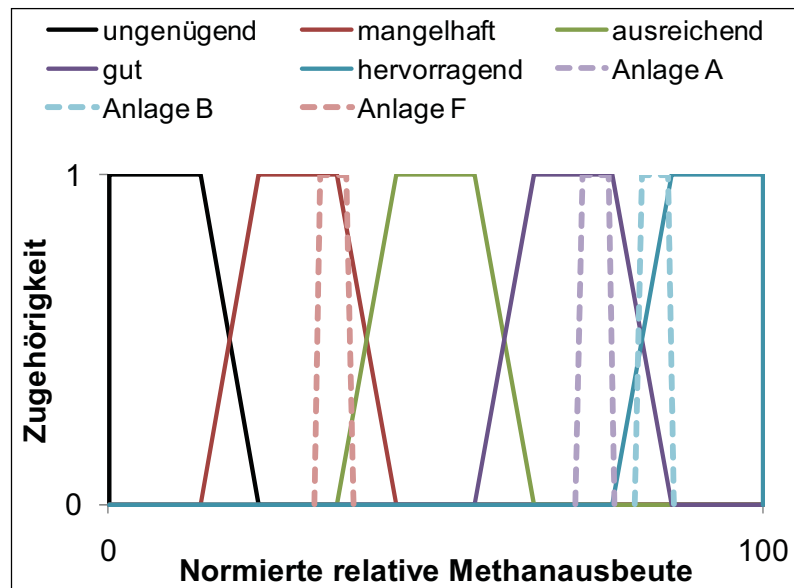 ungenügend mangelhaft ausreichend
gut hervorragend Anlage A
Anlage B Anlage F
1
Zugehörigkeit
0
0 100
Normierte relative Methanausbeute